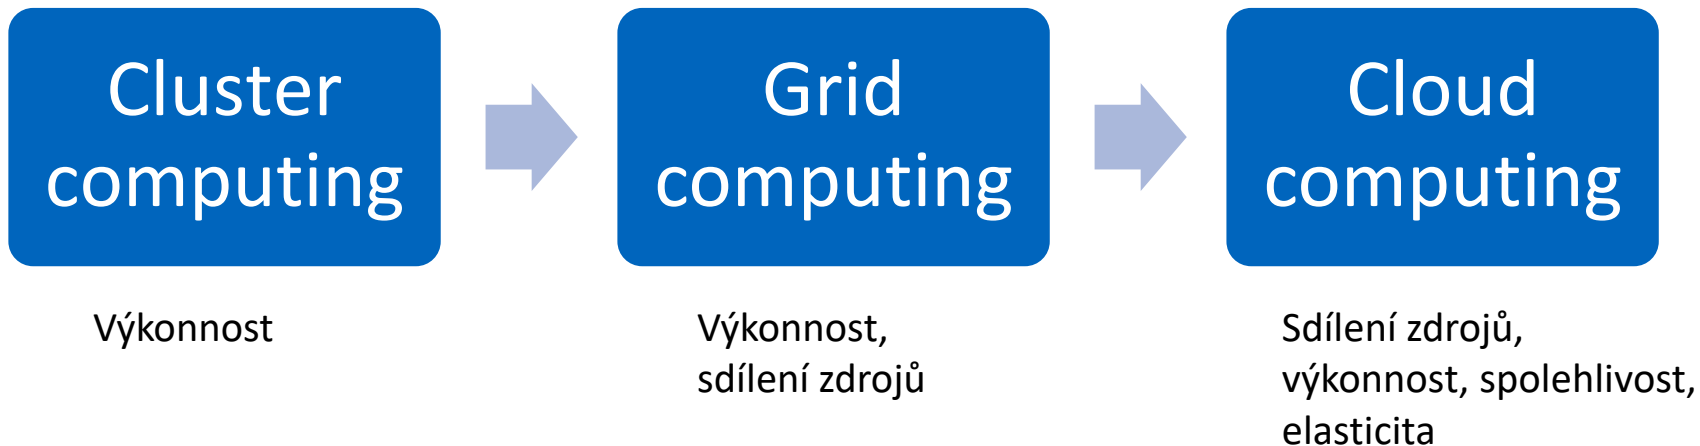 Cluster
computing
Grid
computing
Cloud
computing
Výkonnost
Výkonnost,
sdílení zdrojů
Sdílení zdrojů,
výkonnost, spolehlivost,
elasticita